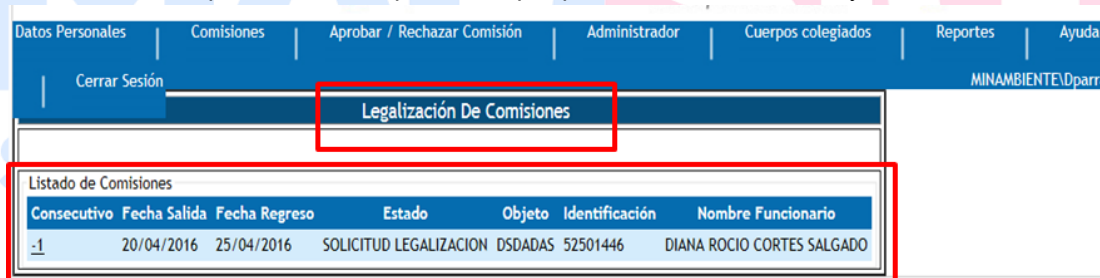 Datos Personales | Comisiones | Aprobar / Rechazar Comisión | Administrador | Cuerpos colegiados | Reportes | Ayuda
| Cerrar Sesión MINAMBIENTE\Dparr
Legalización De Comisiones
Listado de Comisiones
Consecutivo Fecha Salida Fecha Regreso Estado Objeto Identificación Nombre Funcionario
-1 20/04/2016 25/04/2016 SOLICITUD LEGALIZACION DSDADAS 52501446 DIANA ROCIO CORTES SALGADO